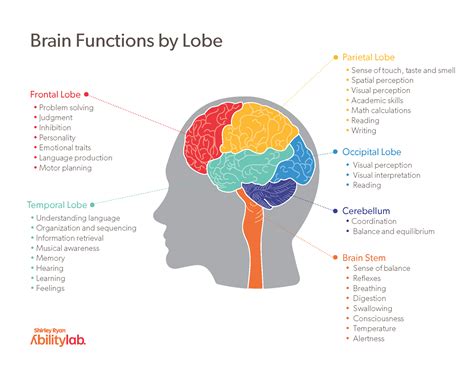 Brain Functions by Lobe
Frontal Lobe
• Problem solving
• Judgment
• Inhibition
• Personality
• Emotional traits
• Language production
• Motor planning
Temporal Lobe
• Understanding language
• Organization and sequencing
• Information retrieval
• Musical awareness
• Memory
• Hearing
• Learning
• Feelings
Parietal Lobe
• Sense of touch, taste and smell
• Spatial perception
• Visual perception
• Academic skills
• Math calculations
• Reading
• Writing
Occipital Lobe
• Visual perception
• Visual interpretation
• Reading
Cerebellum
• Coordination
• Balance and equilibrium
Brain Stem
• Sense of balance
• Reflexes
• Breathing
• Digestion
• Swallowing
• Consciousness
• Temperature
• Alertness
Shirley Ryan
Abilitylab.